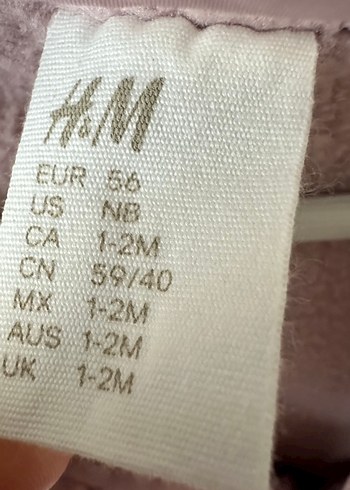 H&M
EUR 56
US NB
CA 1-2M
CN 59/40
MX 1-2M
AUS 1-2M
UK 1-2M